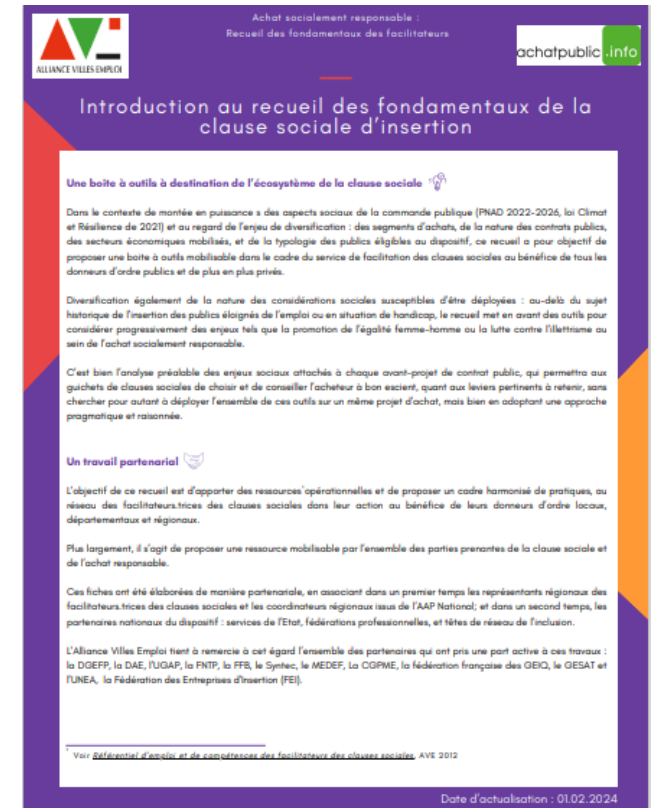 Achat socialement responsable :
Recueil des fondamentaux des facilitateurs
ALLIANCE VILLES EMPLOI
achatpublic.info
Introduction au recueil des fondamentaux de la
clause sociale d'insertion
Une boite à outils à destination de l'écosystème de la clause sociale
Dans le contexte de montée en puissance s des aspects sociaux de la commande publique (PNAD 2022-2026, loi Climat
et Résilience de 2021) et au regard de l'enjeu de diversification : des segments d'achats, de la nature des contrats publics,
des secteurs économiques mobilisés, et de la typologie des publics éligibles au dispositif, ce recueil a pour objectif de
proposer une boite à outils mobilisable dans le cadre du service de facilitation des clauses sociales au bénéfice de tous les
donneurs d'ordre publics et de plus en plus privés.
Diversification également de la nature des considérations sociales susceptibles d'être déployées : au-delà du sujet
historique de l'insertion des publics éloignés de l'emploi ou en situation de handicap, le recueil met en avant des outils pour
considérer progressivement des enjeux tels que la promotion de l'égalité femme-homme ou la lutte contre l'illettrisme au
sein de l'achat socialement responsable.
C'est bien l'analyse préalable des enjeux sociaux attachés à chaque avant-projet de contrat public, qui permettra aux
guichets de clauses sociales de choisir et de conseiller l'acheteur à bon escient, quant aux leviers pertinents à retenir, sans
chercher pour autant à déployer l'ensemble de ces outils sur un même projet d'achat, mais bien en adoptant une approche
pragmatique et raisonnée.
Un travail partenarial
L'objectif de ce recueil est d'apporter des ressources* opérationnelles et de proposer un cadre harmonisé de pratiques, au
réseau des facilitateurs.trices des clauses sociales dans leur action au bénéfice de leurs donneurs d'ordre locaux,
départementaux et régionaux.
Plus largement, il s'agit de proposer une ressource mobilisable par l'ensemble des parties prenantes de la clause sociale et
de l'achat responsable.
Ces fiches ont été élaborées de manière partenariale, en associant dans un premier temps les représentants régionaux des
facilitateurs.trices des clauses sociales et les coordinateurs régionaux issus de l'AAP National; et dans un second temps, les
partenaires nationaux du dispositif : services de l'Etat, fédérations professionnelles, et têtes de réseau de l'inclusion.
L'Alliance Villes Emploi tient à remercie à cet égard l'ensemble des partenaires qui ont pris une part active à ces travaux :
la DGEFP, la DAE, l'UGAP, la FNTP, la FFB, le Syntec, le MEDEF, La CGPME, la fédération française des GEIQ, le GESAT et
l'UNEA, la Fédération des Entreprises d'Insertion (FEI).
* Voir Référentiel d'emploi et de compétences des facilitateurs des clauses sociales, AVE 2012
Date d'actualisation : 01.02.2024